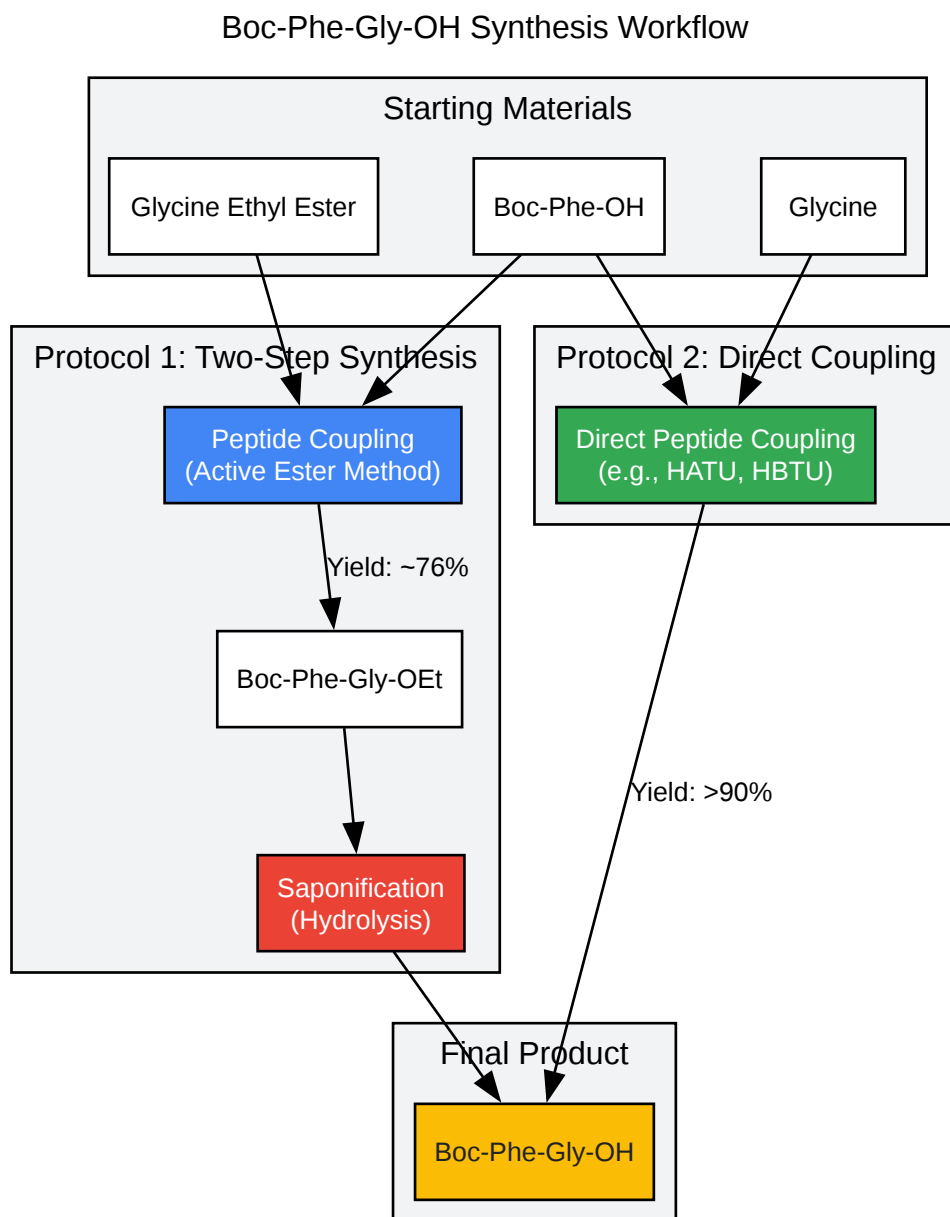 Boc-Phe-Gly-OH Synthesis Workflow
Starting Materials
Glycine Ethyl Ester
Boc-Phe-OH
Glycine
Protocol 1: Two-Step Synthesis
Protocol 2: Direct Coupling
Peptide Coupling
(Active Ester Method)
Direct Peptide Coupling
(e.g., HATU, HBTU)
Yield: ~76%
Boc-Phe-Gly-OEt
Yield: >90%
Saponification
(Hydrolysis)
Final Product
Boc-Phe-Gly-OH